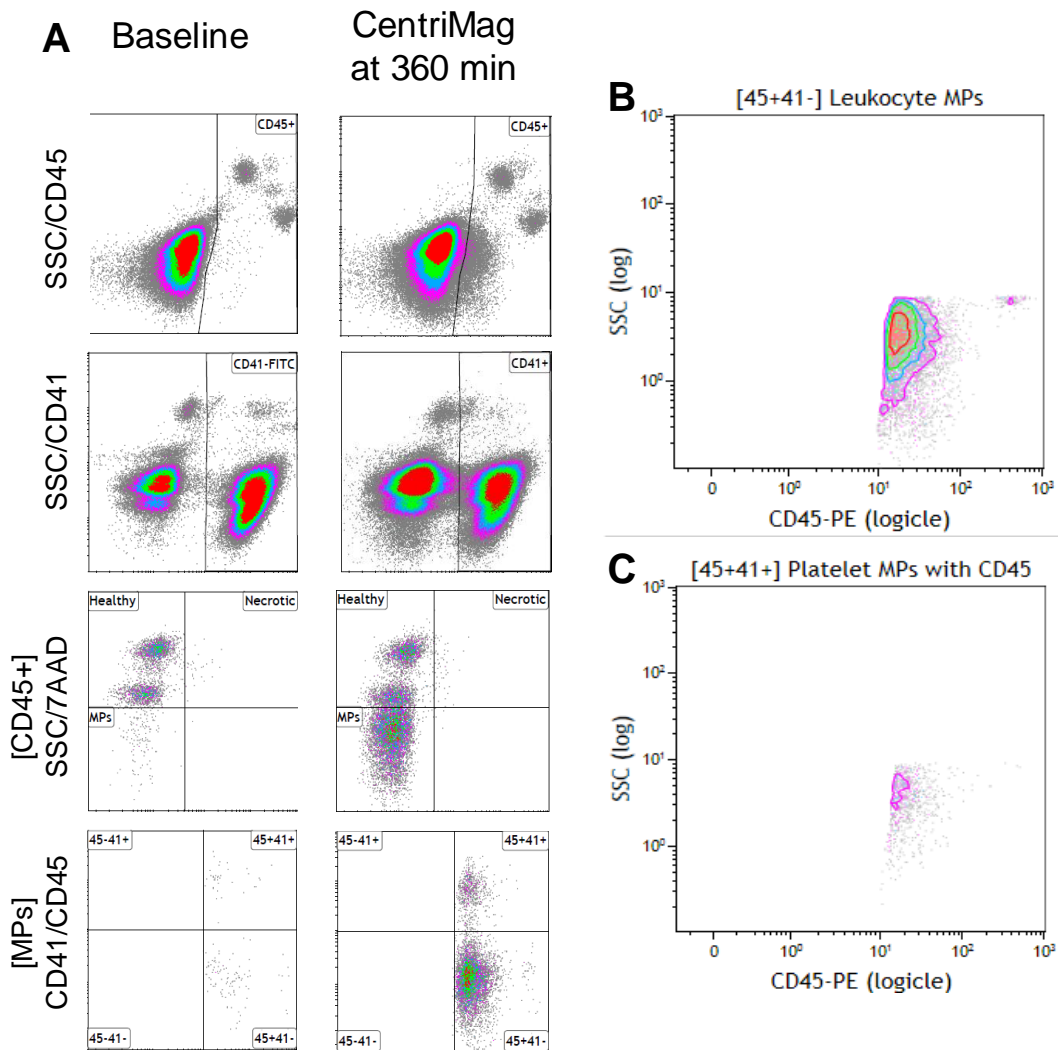 A
Baseline
CentriMag
at 360 min
SSC/CD45
CD45+
CD45+
SSC/CD41
CD41-FITC
CD41+
[CD45+]
SSC/7AAD
Healthy
Necrotic
MPs
Healthy
Necrotic
MPs
[MPs]
CD41/CD45
45-41+
45+41+
45-41-
45+41-
45-41+
45+41+
45-41-
45+41-
B
[45+41-] Leukocyte MPs
SSC (log)
10³
10²
10¹
10⁰
0
10⁰
10¹
10²
10³
CD45-PE (logicle)
C
[45+41+] Platelet MPs with CD45
SSC (log)
10³
10²
10¹
10⁰
0
10⁰
10¹
10²
10³
CD45-PE (logicle)